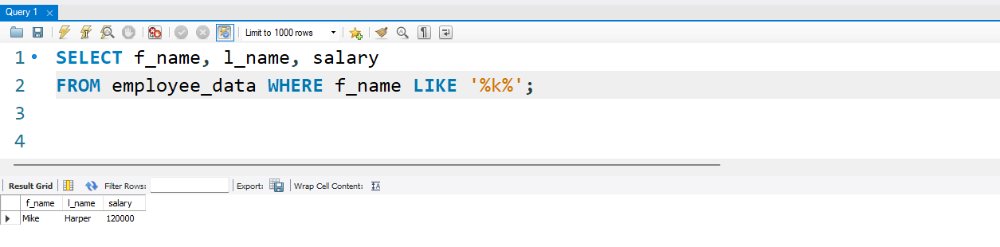 Query 1
Limit to 1000 rows
1 SELECT f_name, l_name, salary
2 FROM employee_data WHERE f_name LIKE '%k%';
3
4
Result Grid Filter Rows: Export: Wrap Cell Content:
f_name l_name salary
Mike Harper 120000